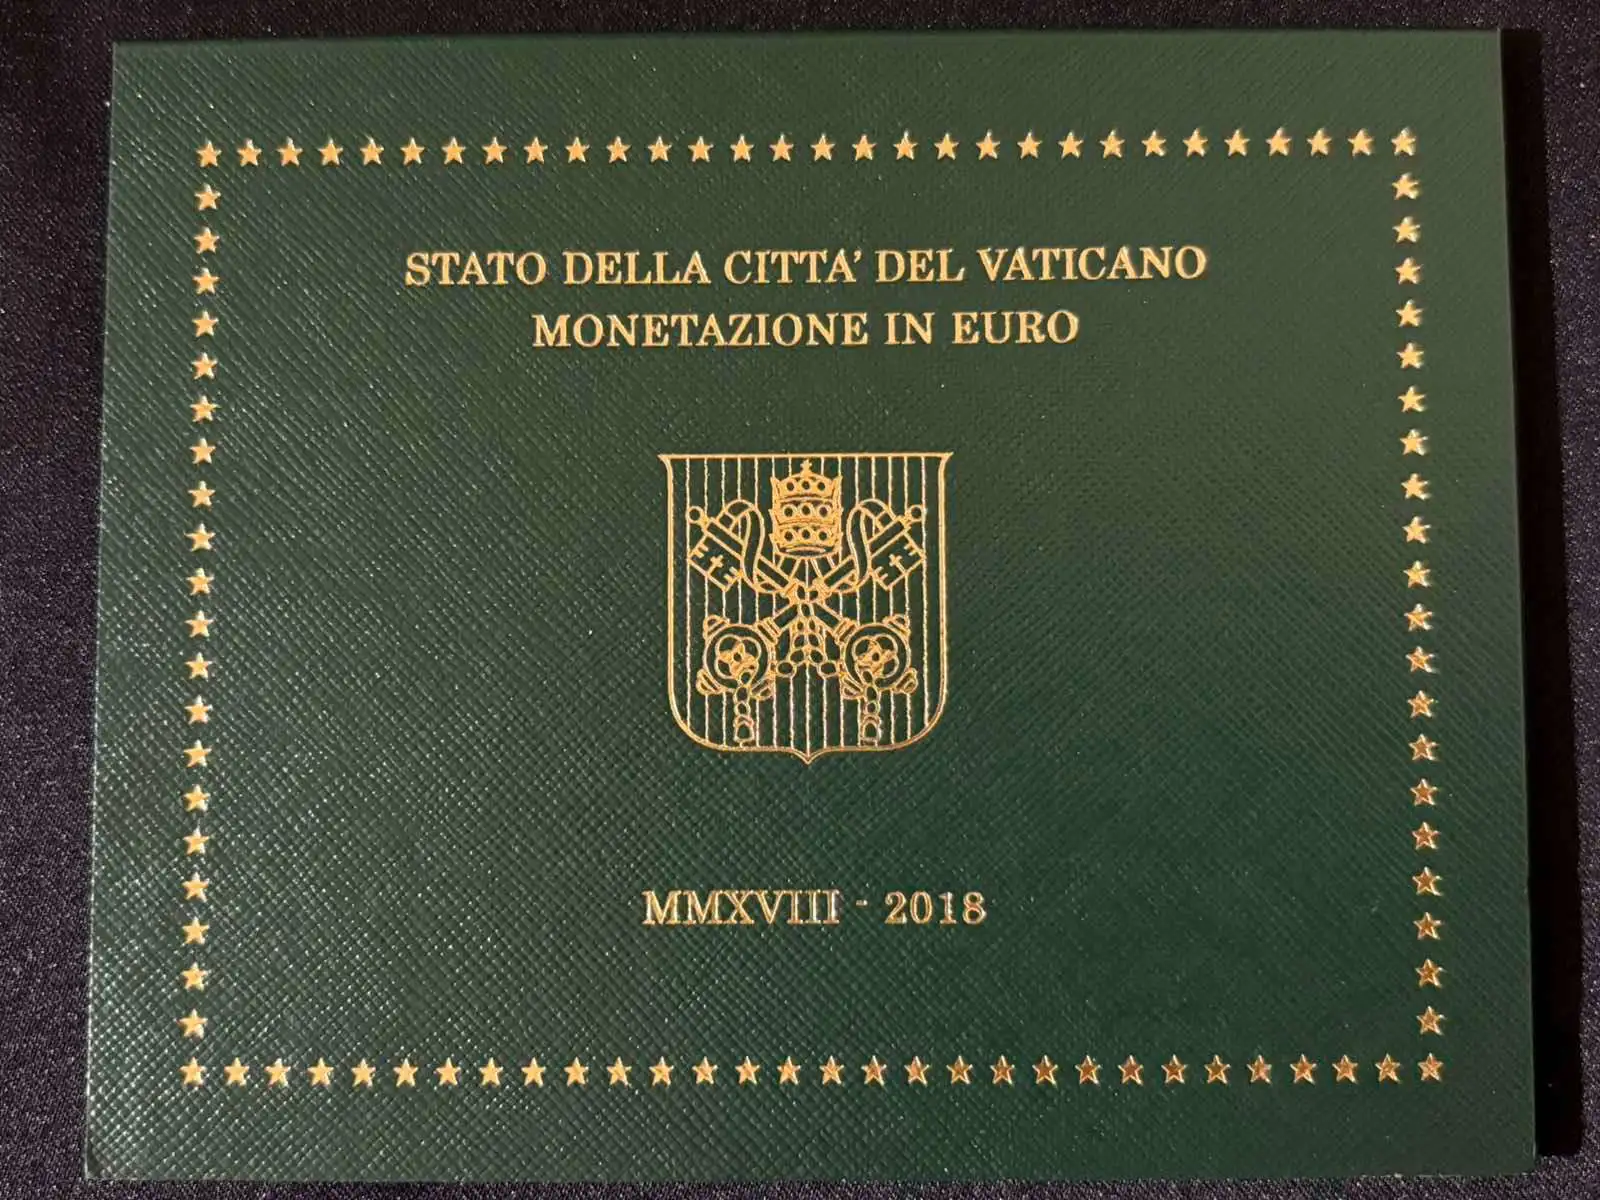 STATO DELLA CITTA' DEL VATICANO
MONETAZIONE IN EURO
MMXVIII - 2018